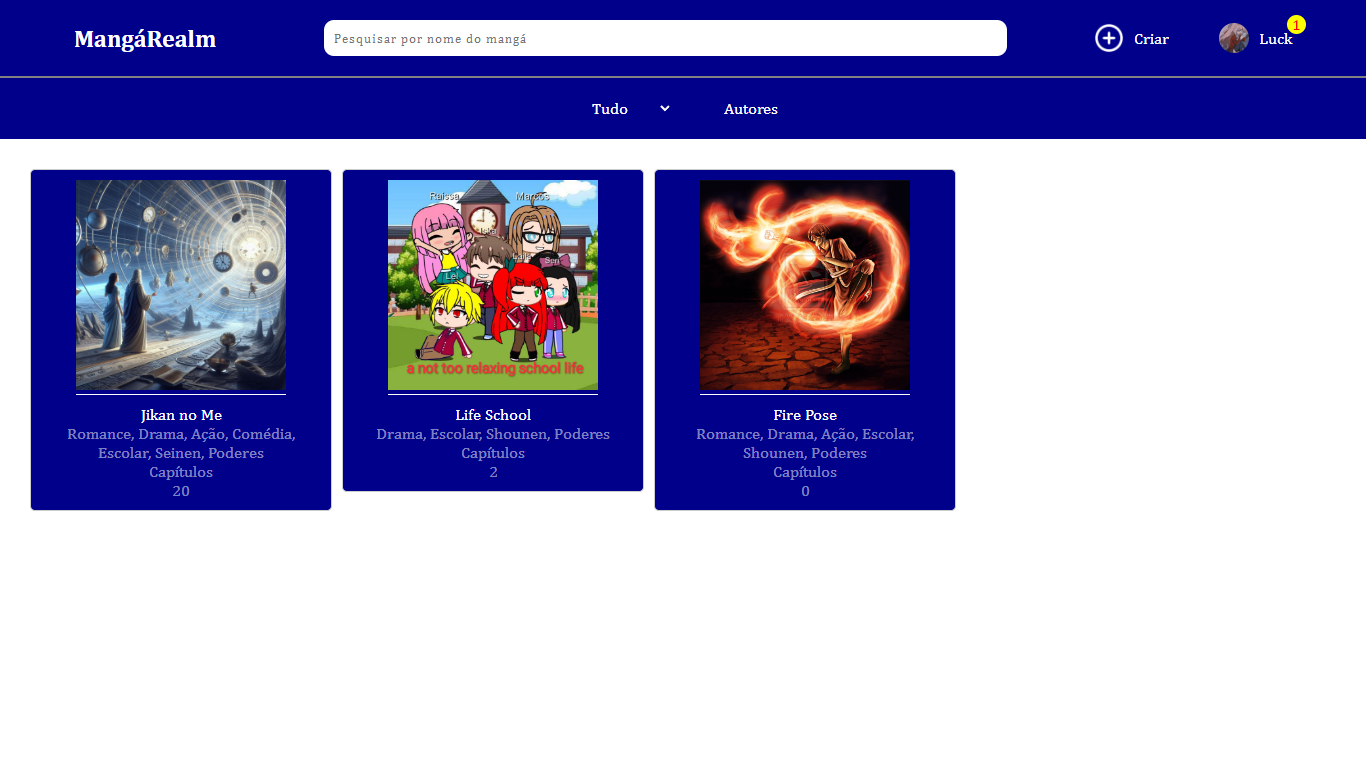 MangáRealm
Pesquisar por nome do mangá
Criar
Luck
1
Tudo
Autores
Raissa
Marcos
Lel
a not too relaxing school life
Jikan no Me
Romance, Drama, Ação, Comédia,
Escolar, Seinen, Poderes
Capítulos
20
Life School
Drama, Escolar, Shounen, Poderes
Capítulos
2
Fire Pose
Romance, Drama, Ação, Escolar,
Shounen, Poderes
Capítulos
0